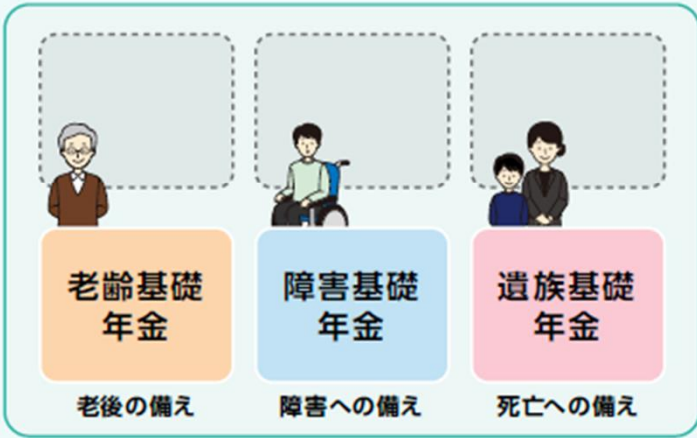 老齢基礎
年金
障害基礎
年金
遺族基礎
年金
老後の備え
障害への備え
死亡への備え